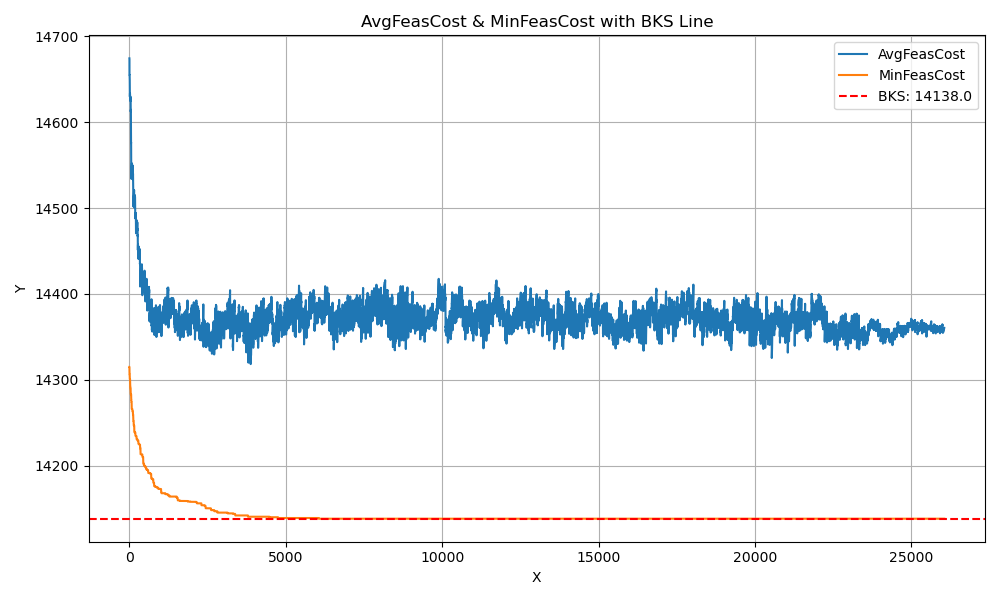 AvgFeasCost & MinFeasCost with BKS Line
14700
14600
14500
14400
14300
14200
Y
AvgFeasCost
MinFeasCost
BKS: 14138.0
0
5000
10000
15000
20000
25000
X